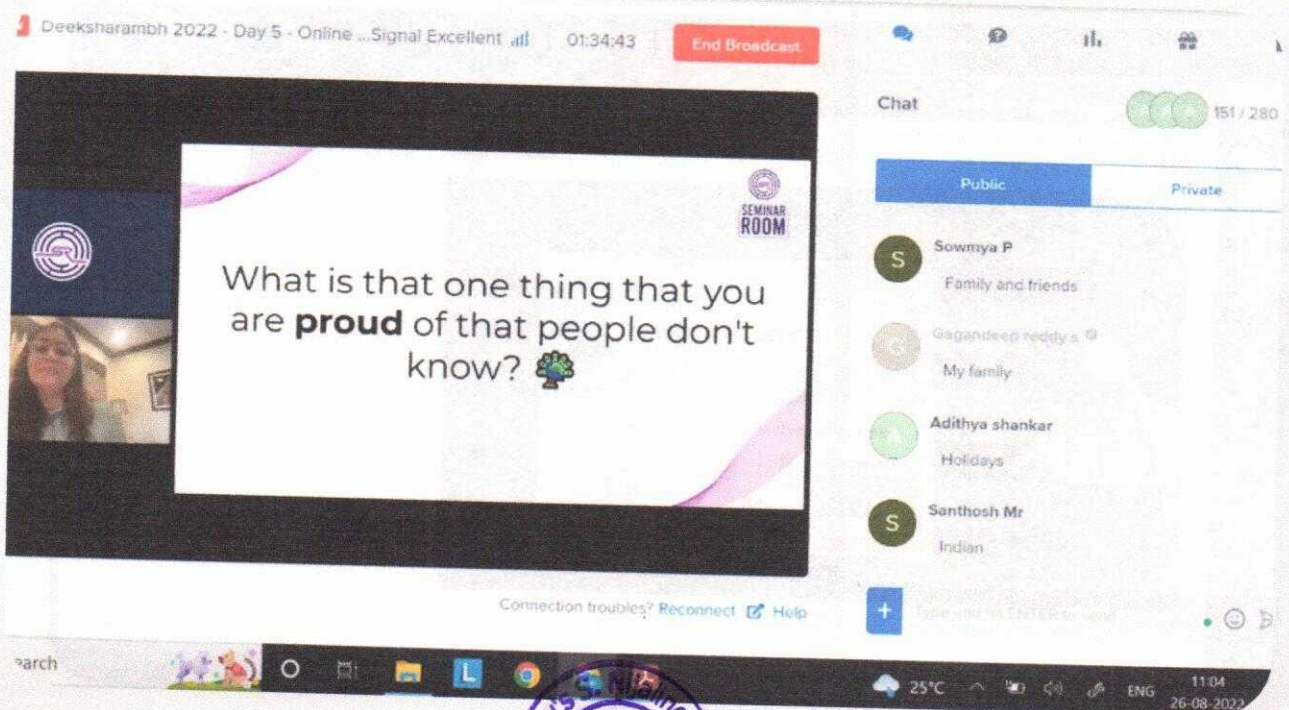 Deeksharambh 2022 - Day 5 - Online ...Signal Excellent
01:34:43
End Broadcast
SEMINAR
ROOM
What is that one thing that you
are proud of that people don't
know?
Connection troubles? Reconnect Help
Chat
151 / 280
Public
Private
S
Sowmya P
Family and friends
G
Gagandeep reddy's
My family
A
Adithya shankar
Holidays
S
Santhosh Mr
Indian
+
earch
L
25°C
ENG
11:04
26-08-2022